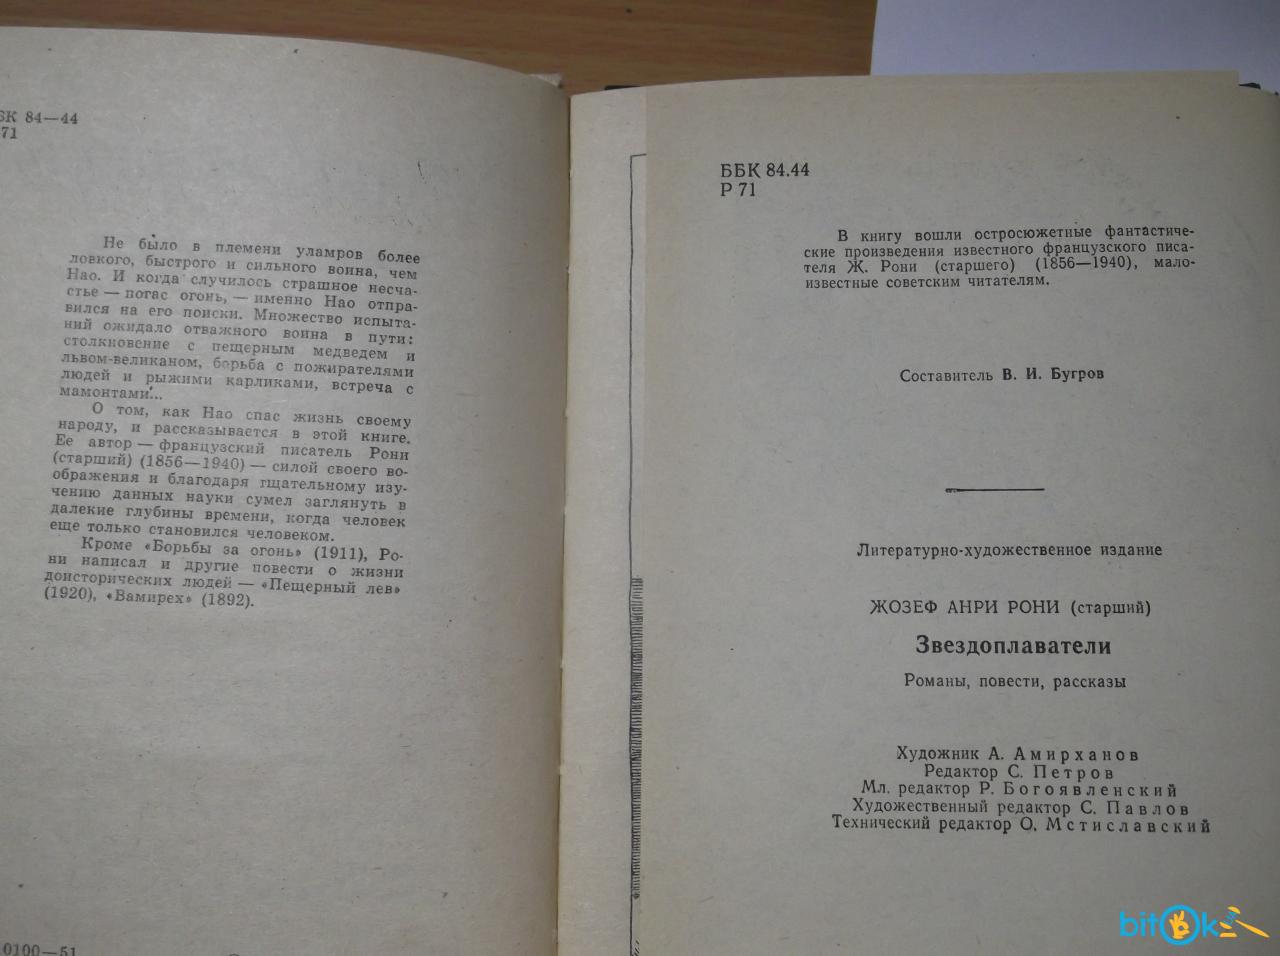 БК 84—44
71
Не было в племени уламров более
ловкого, быстрого и сильного воина, чем
Нао. И когда случилось страшное несча-
стье — погас огонь, — именно Нао отпра-
вился на его поиски. Множество испыта-
ний ожидало отважного воина в пути:
столкновение с пещерным медведем и
львом-великаном, борьба с пожирателями
людей и рыжими карликами, встреча с
мамонтами...
О том, как Нао спас жизнь своему
народу, и рассказывается в этой книге.
Ее автор — французский писатель Рони
(старший) (1856—1940) — силой своего во-
ображения и благодаря тщательному изу-
чению данных науки сумел заглянуть в
далекие глубины времени, когда человек
еще только становился человеком.
Кроме «Борьбы за огонь» (1911), Ро-
ни написал и другие повести о жизни
доисторических людей — «Пещерный лев»
(1920), «Вамирех» (1892).
0100—51
ББК 84.44
Р 71
В книгу вошли остросюжетные фантастиче-
ские произведения известного французского писа-
теля Ж. Рони (старшего) (1856—1940), мало-
известные советским читателям.
Составитель В. И. Бугров
Литературно-художественное издание
ЖОЗЕФ АНРИ РОНИ (старший)
Звездоплаватели
Романы, повести, рассказы
Художник А. Амирханов
Редактор С. Петров
Мл. редактор Р. Богоявленский
Художественный редактор С. Павлов
Технический редактор О. Мстиславский
bitOk